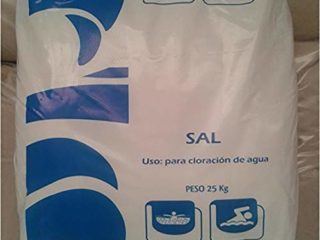 SAL
Uso: para cloración de agua
PESO 25 Kg